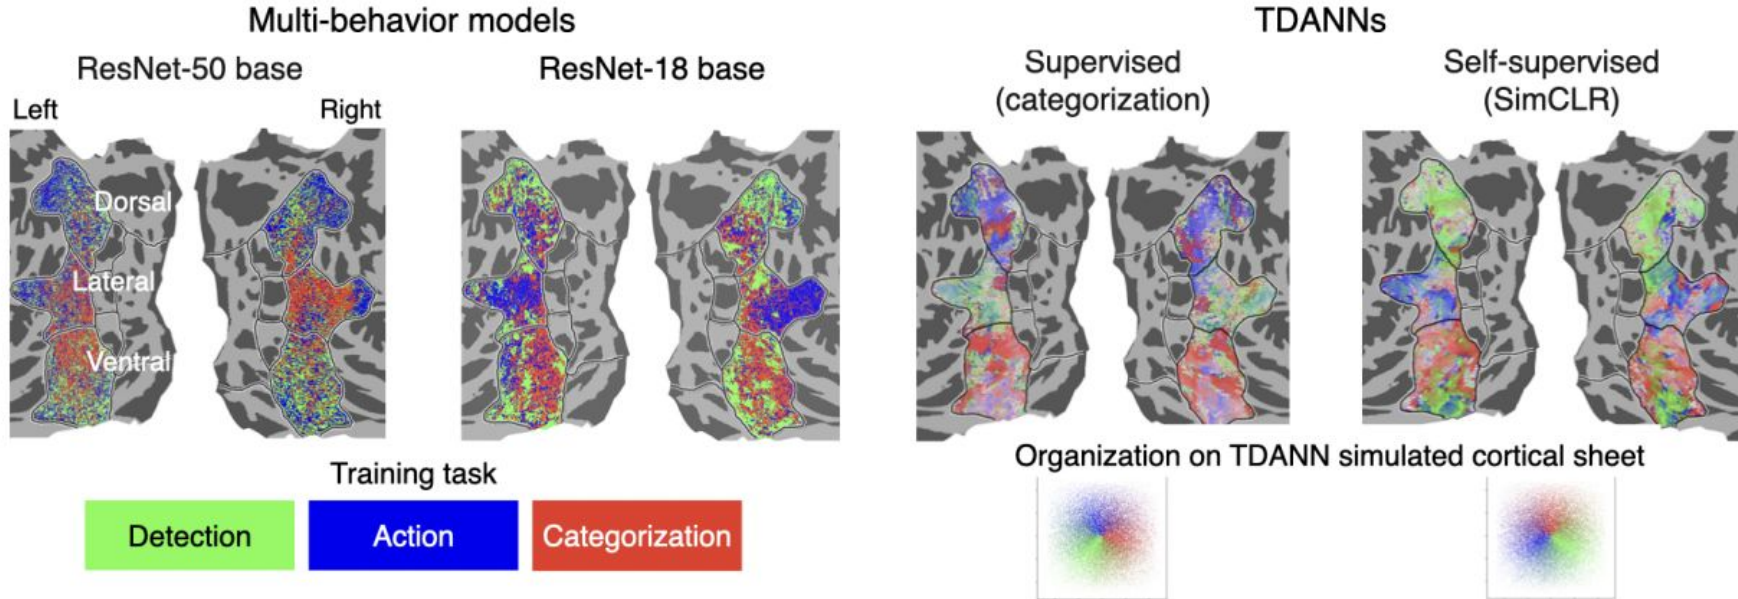 Multi-behavior models
ResNet-50 base
ResNet-18 base
Left
Right
Dorsal
Lateral
Ventral
Training task
Detection
Action
Categorization
TDANNs
Supervised
(categorization)
Self-supervised
(SimCLR)
Organization on TDANN simulated cortical sheet